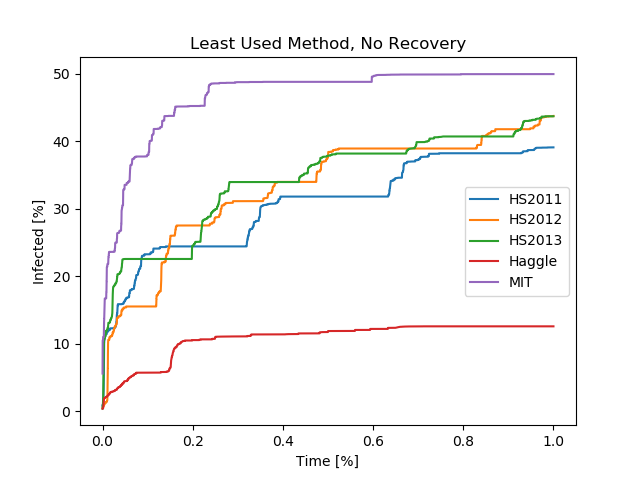 Least Used Method, No Recovery
Infected [%]
50
40
30
20
10
0
HS2011
HS2012
HS2013
Haggle
MIT
0.0
0.2
0.4
0.6
0.8
1.0
Time [%]